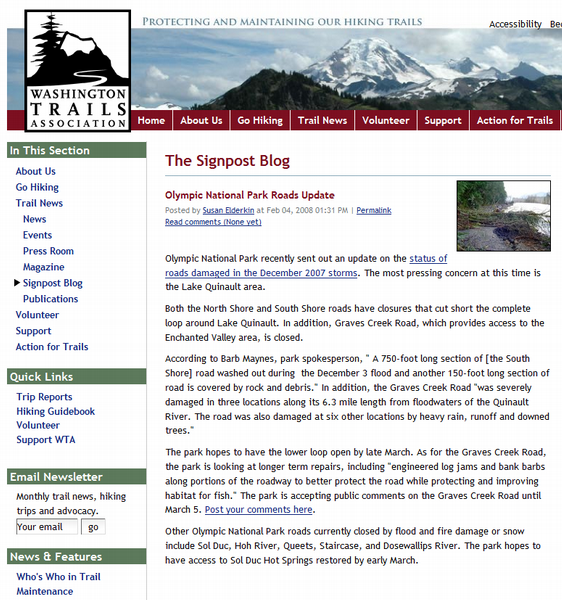 PROTECTING AND MAINTAINING OUR HIKING TRAILS
Accessibility
WASHINGTON
TRAILS
ASSOCIATION
Home About Us Go Hiking Trail News Volunteer Support Action for Trails
In This Section
About Us
Go Hiking
Trail News
News
Events
Press Room
Magazine
Signpost Blog
Publications
Volunteer
Support
Action for Trails
Quick Links
Trip Reports
Hiking Guidebook
Volunteer
Support WTA
Email Newsletter
Monthly trail news, hiking
trips and advocacy.
Your email go
News & Features
Who's Who in Trail
Maintenance
The Signpost Blog
Olympic National Park Roads Update
Posted by Susan Elderkin at Feb 04, 2008 01:31 PM | Permalink
Read comments (None yet)
Olympic National Park recently sent out an update on the status of
roads damaged in the December 2007 storms. The most pressing concern at this time is
the Lake Quinault area.
Both the North Shore and South Shore roads have closures that cut short the complete
loop around Lake Quinault. In addition, Graves Creek Road, which provides access to the
Enchanted Valley area, is closed.
According to Barb Maynes, park spokesperson, " A 750-foot long section of [the South
Shore] road washed out during the December 3 flood and another 150-foot long section of
road is covered by rock and debris." In addition, the Graves Creek Road "was severely
damaged in three locations along its 6.3 mile length from floodwaters of the Quinault
River. The road was also damaged at six other locations by heavy rain, runoff and downed
trees."
The park hopes to have the lower loop open by late March. As for the Graves Creek Road,
the park is looking at longer term repairs, including "engineered log jams and bank barbs
along portions of the roadway to better protect the road while protecting and improving
habitat for fish." The park is accepting public comments on the Graves Creek Road until
March 5. Post your comments here.
Other Olympic National Park roads currently closed by flood and fire damage or snow
include Sol Duc, Hoh River, Queets, Staircase, and Dosewallips River. The park hopes to
have access to Sol Duc Hot Springs restored by early March.